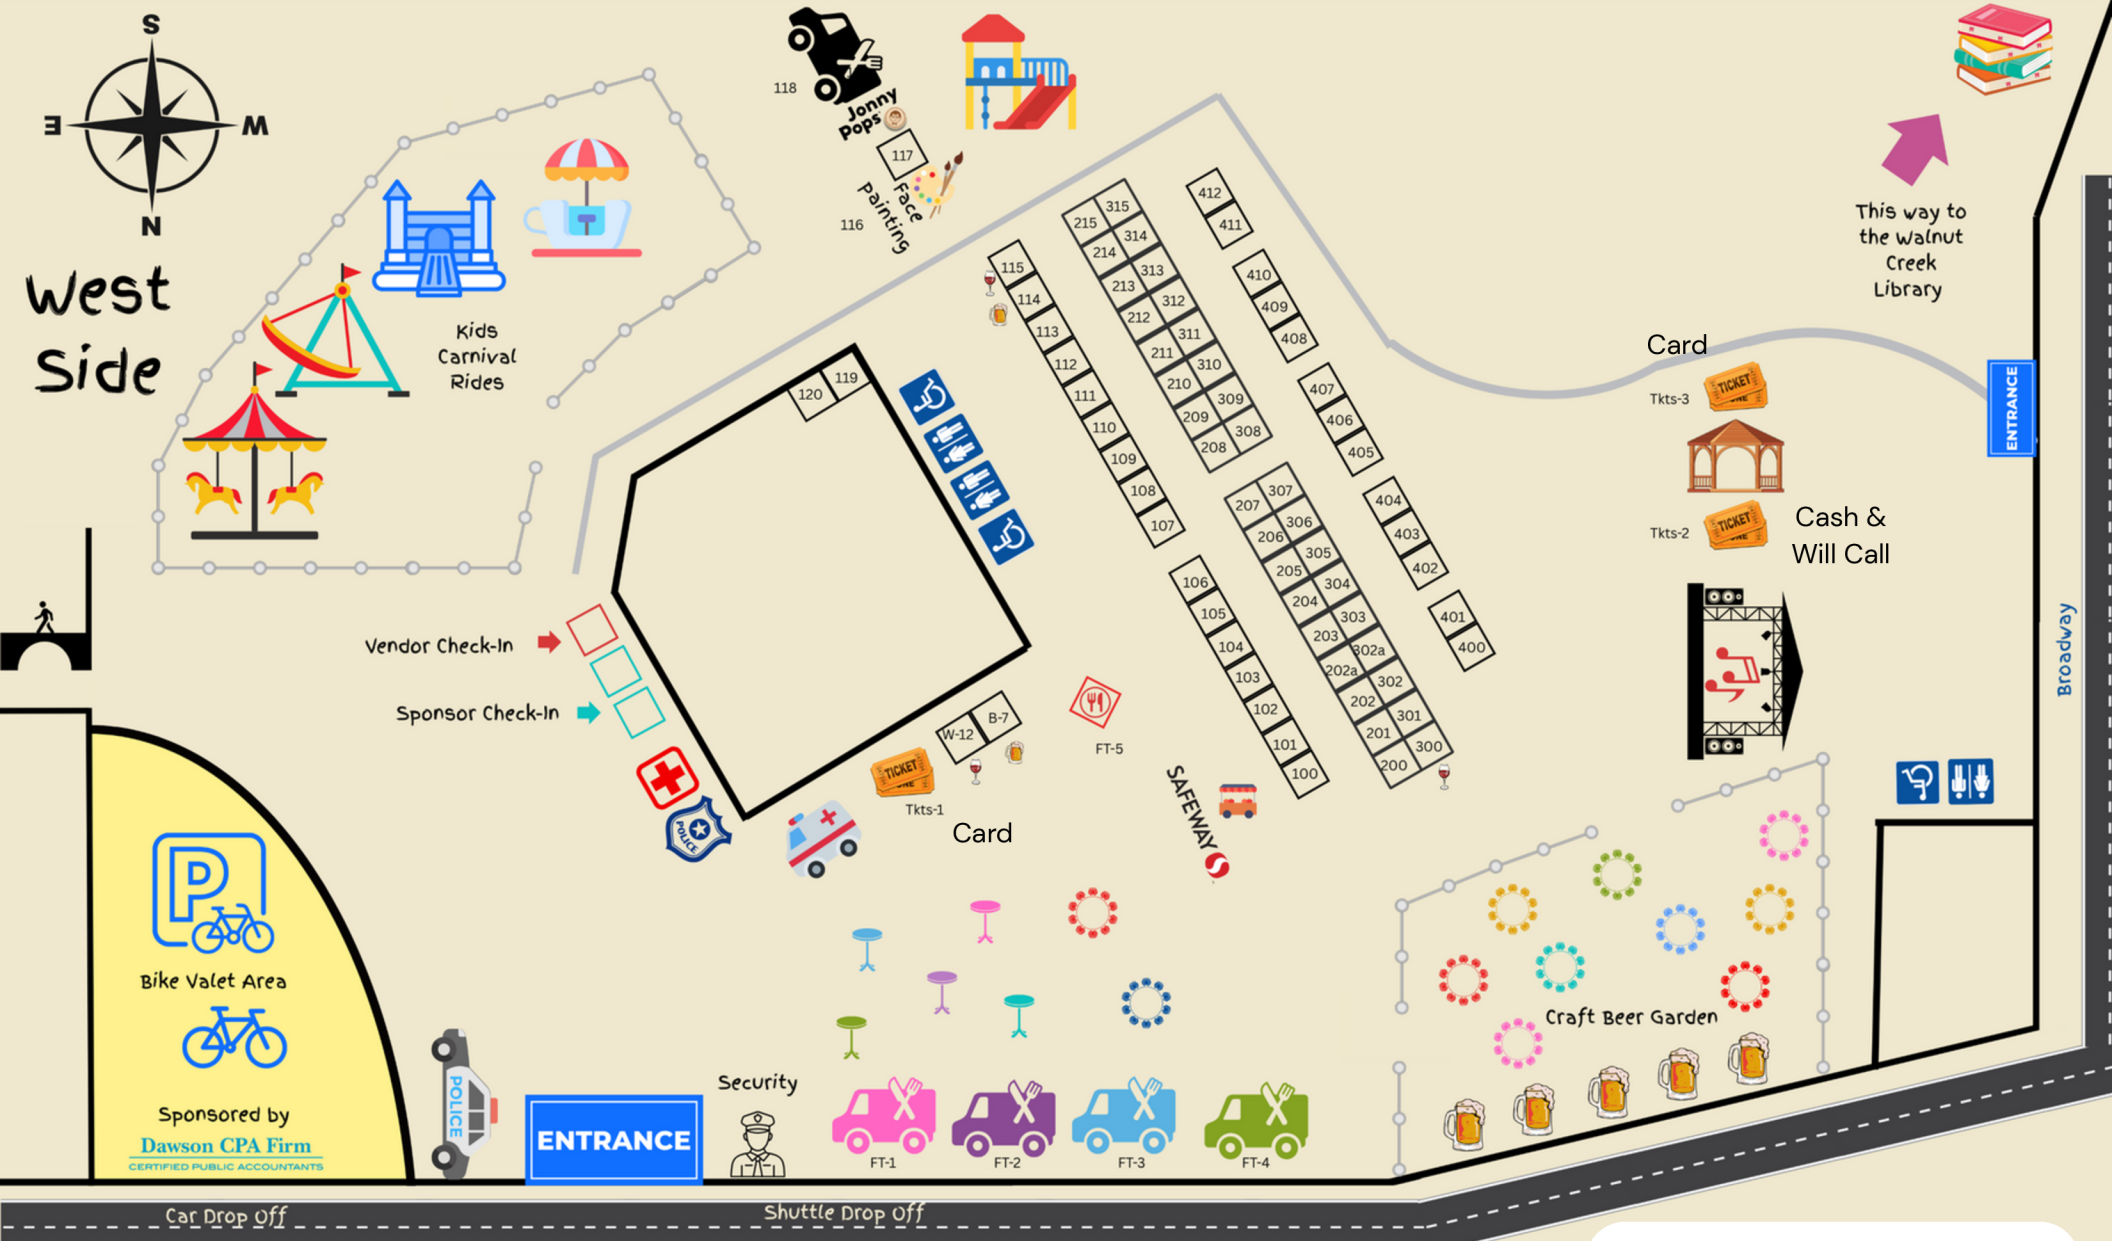 S
E
W
N
West
Side
Kids
Carnival
Rides
118
Jonny
Pops
117
Face
Painting
116
This way to
the Walnut
Creek
Library
412
411
410
409
408
407
406
405
404
403
402
401
400
315
314
313
312
311
310
309
308
215
214
213
212
211
210
209
208
307
306
305
304
303
302a
302
301
300
207
206
205
204
203
202a
202
201
200
115
114
113
112
111
110
109
108
107
106
105
104
103
102
101
100
120
119
Card
Tkts-3
TICKET
ENTRANCE
Tkts-2
TICKET
Cash &
Will Call
Broadway
Vendor Check-In
Sponsor Check-In
POLICE
W-12
B-7
TICKET
Tkts-1
Card
FT-5
SAFEWAY
Bike Valet Area
P
Sponsored by
Dawson CPA Firm
CERTIFIED PUBLIC ACCOUNTANTS
POLICE
ENTRANCE
Security
FT-1
FT-2
FT-3
FT-4
Craft Beer Garden
Car Drop Off
Shuttle Drop Off